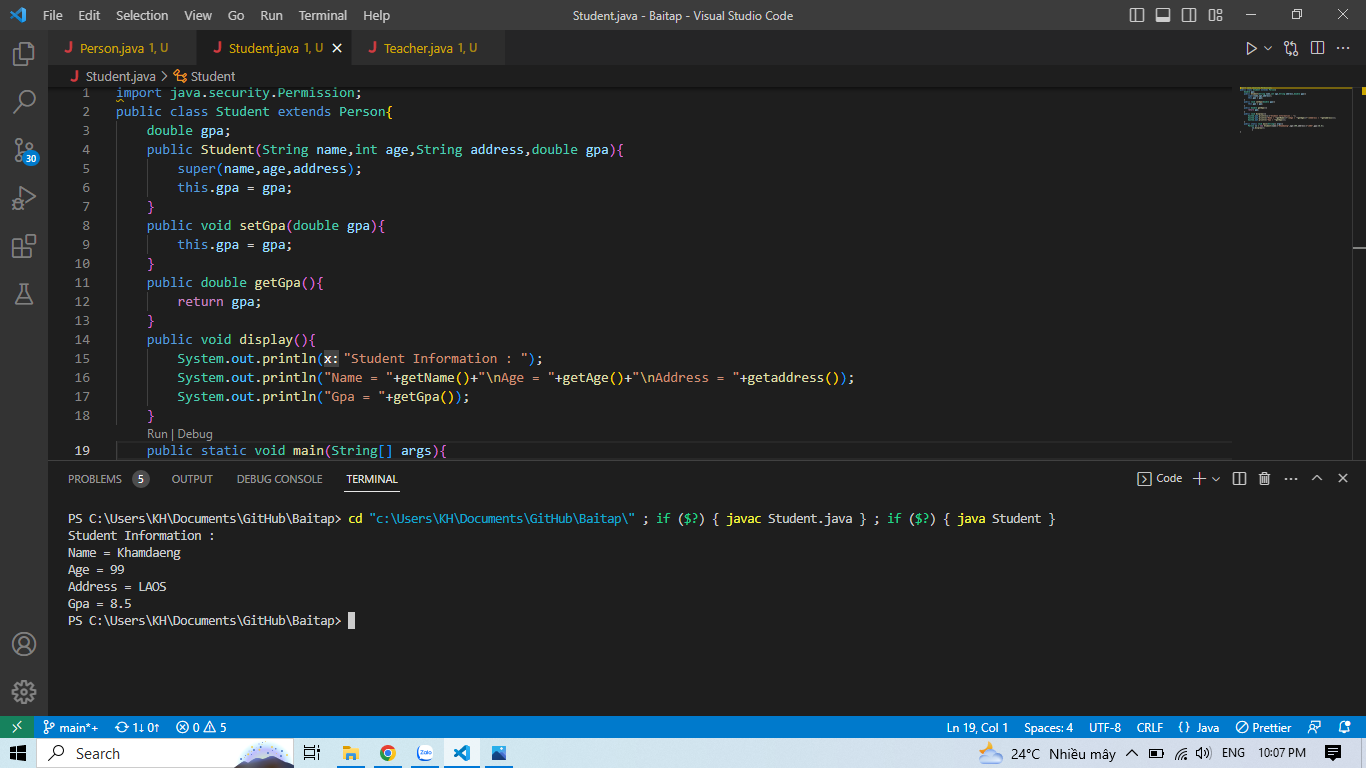 File Edit Selection View Go Run Terminal Help Student.java - Baitap - Visual Studio Code
J Person.java 1, U J Student.java 1, U J Teacher.java 1, U
J Student.java > Student
1 import java.security.Permission;
2 public class Student extends Person{
3 double gpa;
4 public Student(String name,int age,String address,double gpa){
5 super(name,age,address);
6 this.gpa = gpa;
7 }
8 public void setGpa(double gpa){
9 this.gpa = gpa;
10 }
11 public double getGpa(){
12 return gpa;
13 }
14 public void display(){
15 System.out.println(x: "Student Information : ");
16 System.out.println("Name = "+getName()+"\nAge = "+getAge()+"\nAddress = "+getaddress());
17 System.out.println("Gpa = "+getGpa());
18 }
Run | Debug
19 public static void main(String[] args){
30
PROBLEMS 5 OUTPUT DEBUG CONSOLE TERMINAL Code
PS C:\Users\KH\Documents\GitHub\Baitap> cd "c:\Users\KH\Documents\GitHub\Baitap\" ; if ($?) { javac Student.java } ; if ($?) { java Student }
Student Information :
Name = Khamdaeng
Age = 99
Address = LAOS
Gpa = 8.5
PS C:\Users\KH\Documents\GitHub\Baitap>
main*+ 1↓ 0↑ 0 5 Ln 19, Col 1 Spaces: 4 UTF-8 CRLF {} Java Prettier
Search Zalo 24°C Nhiều mây ENG 10:07 PM